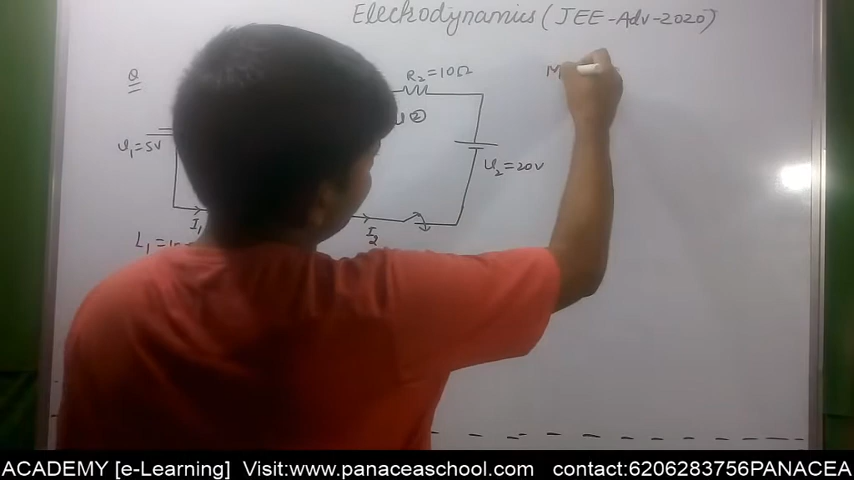 Electrodynamics (JEE-Adv-2020)
Q
R₂=10Ω
②
V₁=5V
V₂=20V
I₁
I₂
L₁=
M
ACADEMY [e-Learning] Visit:www.panaceaschool.com contact:6206283756PANACEA